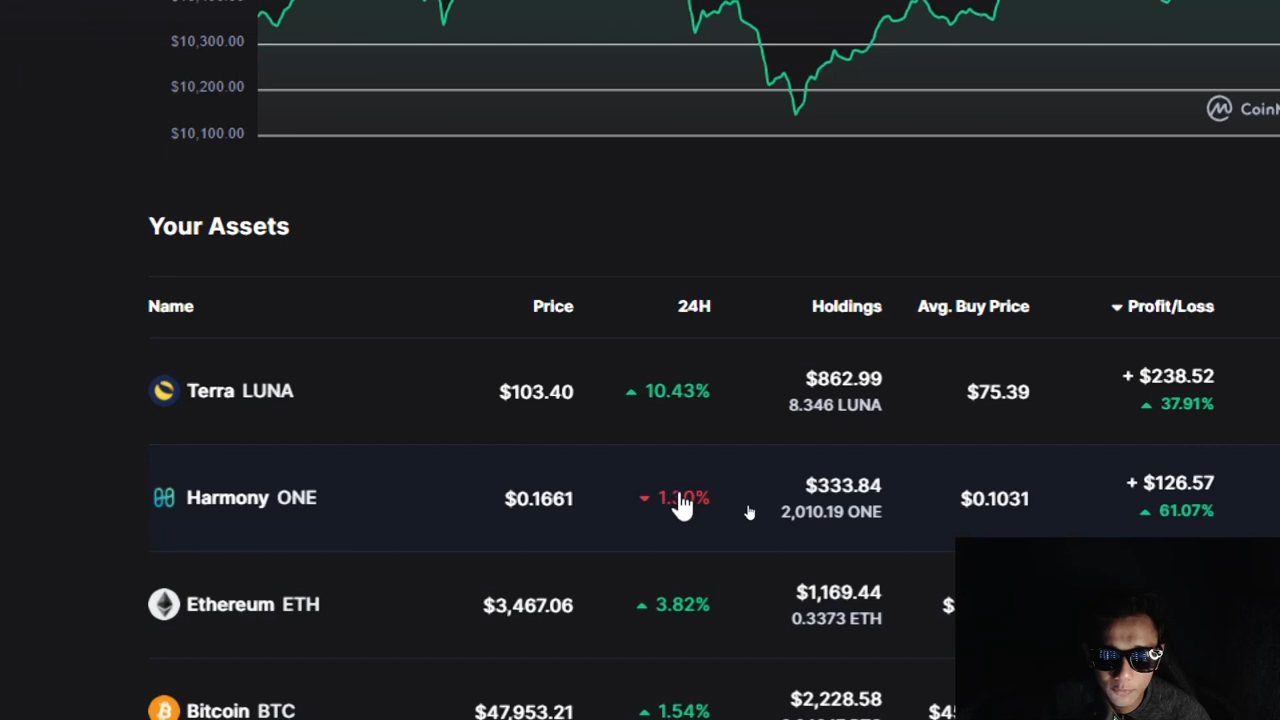 $10,300.00
$10,200.00
$10,100.00
Your Assets
Name Price 24H Holdings Avg. Buy Price Profit/Loss
Terra LUNA $103.40 10.43% $862.99 $75.39 + $238.52
8.346 LUNA 37.91%
Harmony ONE $0.1661 $333.84 $0.1031 + $126.57
2,010.19 ONE 61.07%
Ethereum ETH $3,467.06 3.82% $1,169.44
0.3373 ETH
Bitcoin BTC $47,953.21 1.54% $2,228.58